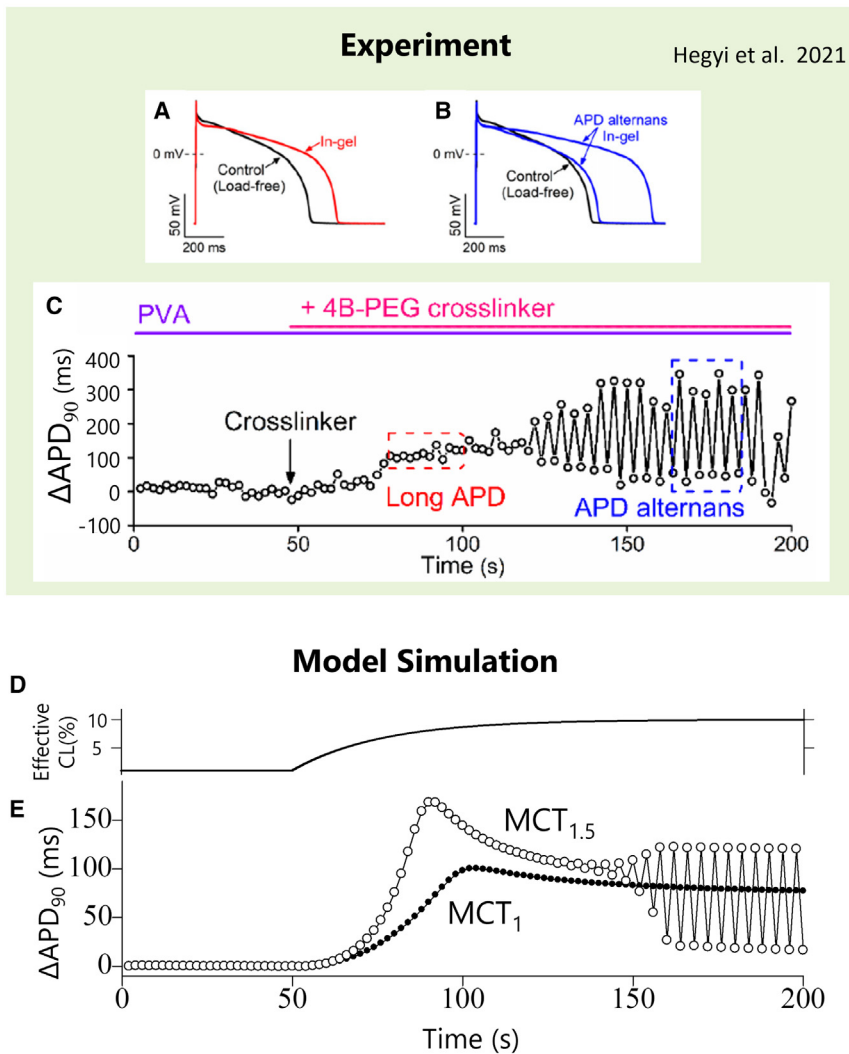 Experiment
Hegyi et al. 2021
A
In-gel
0 mV
Control
(Load-free)
50 mV
200 ms
B
APD alternans
In-gel
0 mV
Control
(Load-free)
50 mV
200 ms
C
PVA
+ 4B-PEG crosslinker
ΔAPD90 (ms)
400
300
200
100
0
-100
Crosslinker
Long APD
APD alternans
0
50
100
150
200
Time (s)
Model Simulation
D
Effective
CL(%)
10
5
E
ΔAPD90 (ms)
150
100
50
0
MCT1.5
MCT1
0
50
100
150
200
Time (s)